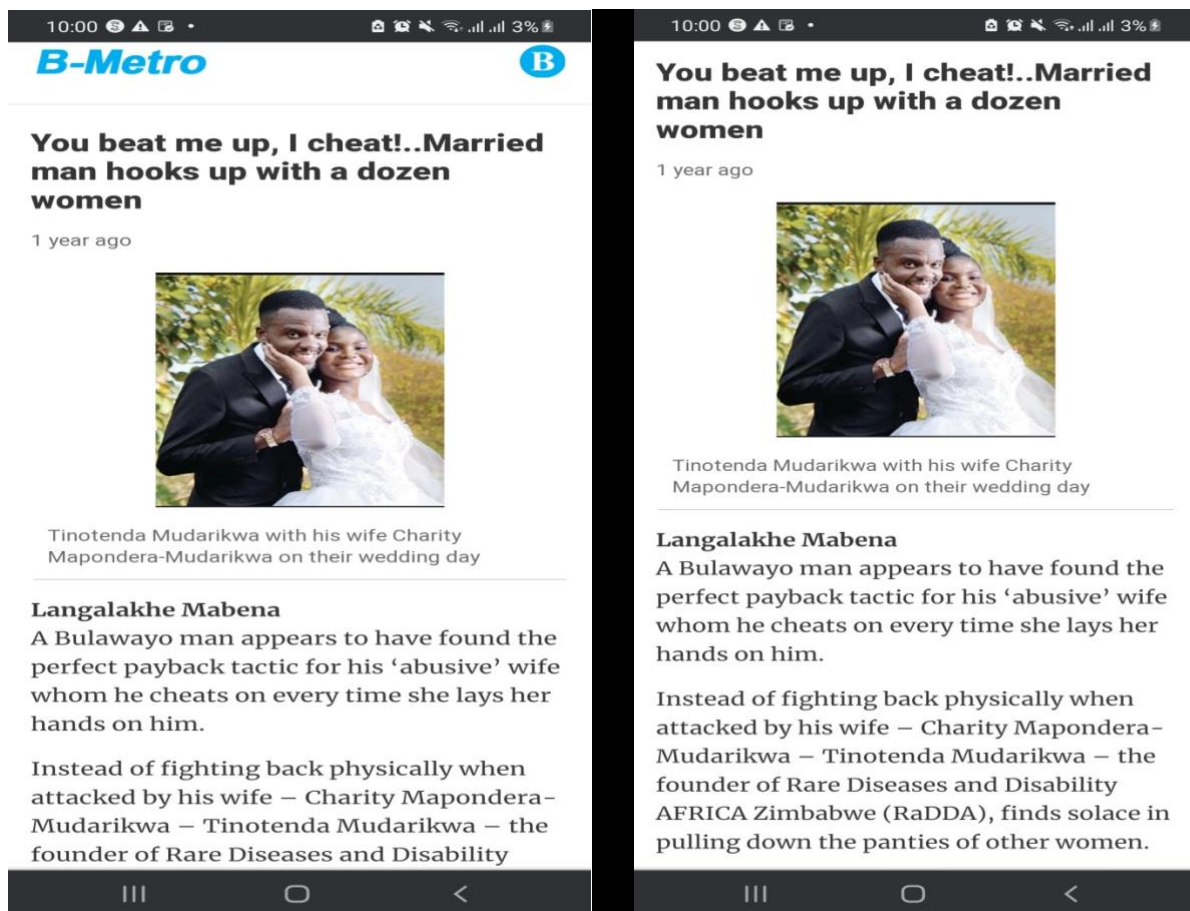 10:00
3%
B-Metro
B
You beat me up, I cheat!..Married
man hooks up with a dozen
women
1 year ago
Tinotenda Mudarikwa with his wife Charity
Mapondera-Mudarikwa on their wedding day
Langalakhe Mabena
A Bulawayo man appears to have found the
perfect payback tactic for his ‘abusive’ wife
whom he cheats on every time she lays her
hands on him.
Instead of fighting back physically when
attacked by his wife – Charity Mapondera-
Mudarikwa – Tinotenda Mudarikwa – the
founder of Rare Diseases and Disability
10:00
3%
You beat me up, I cheat!..Married
man hooks up with a dozen
women
1 year ago
Tinotenda Mudarikwa with his wife Charity
Mapondera-Mudarikwa on their wedding day
Langalakhe Mabena
A Bulawayo man appears to have found the
perfect payback tactic for his ‘abusive’ wife
whom he cheats on every time she lays her
hands on him.
Instead of fighting back physically when
attacked by his wife – Charity Mapondera-
Mudarikwa – Tinotenda Mudarikwa – the
founder of Rare Diseases and Disability
AFRICA Zimbabwe (RaDDA), finds solace in
pulling down the panties of other women.